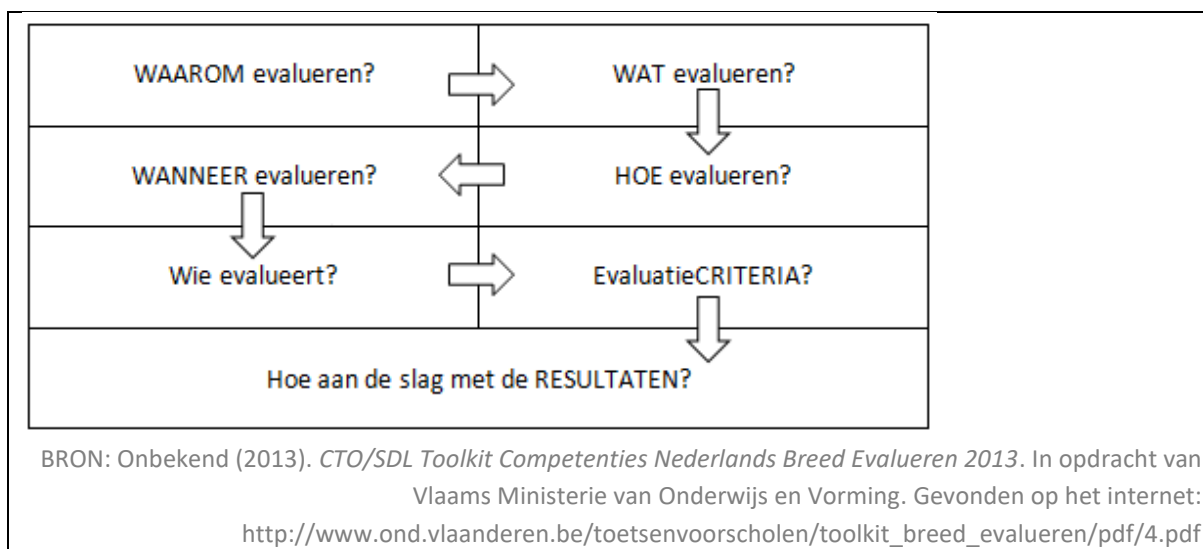 WAAROM evalueren?
WAT evalueren?
WANNEER evalueren?
HOE evalueren?
Wie evalueert?
EvaluatieCRITERIA?
Hoe aan de slag met de RESULTATEN?
BRON: Onbekend (2013). CTO/SDL Toolkit Competenties Nederlands Breed Evalueren 2013. In opdracht van
Vlaams Ministerie van Onderwijs en Vorming. Gevonden op het internet:
http://www.ond.vlaanderen.be/toetsenvoorscholen/toolkit_breed_evalueren/pdf/4.pdf